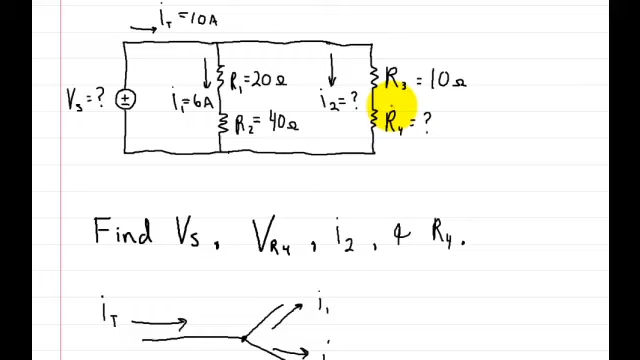 iT = 10A
Vs = ?
i1 = 6A
R1 = 20Ω
R2 = 40Ω
i2 = ?
R3 = 10Ω
R4 = ?
Find Vs, VR4, i2, & R4.
iT
i1
i